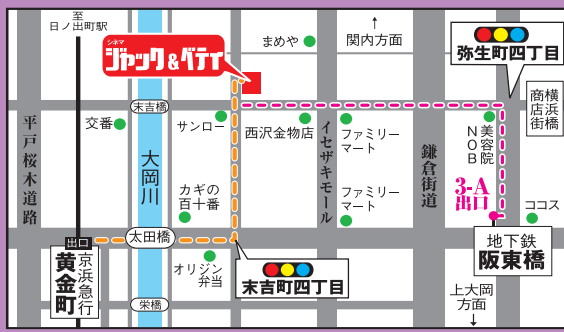 至
日ノ出町駅
まめや
↑
関内方面
シネマ
ジャック&ベティ
弥生町四丁目
末吉橋
横浜橋
商店街
平戸桜木道路
交番
大岡川
サンロー
西沢金物店
イセザキモール
ファミリー
マート
鎌倉街道
美容院
NOB
3-A
出口
カギの
百十番
ファミリー
マート
ココス
出口
太田橋
京浜急行
黄金町
オリジン
弁当
末吉町四丁目
地下鉄
阪東橋
栄橋
上大岡
方面
↓